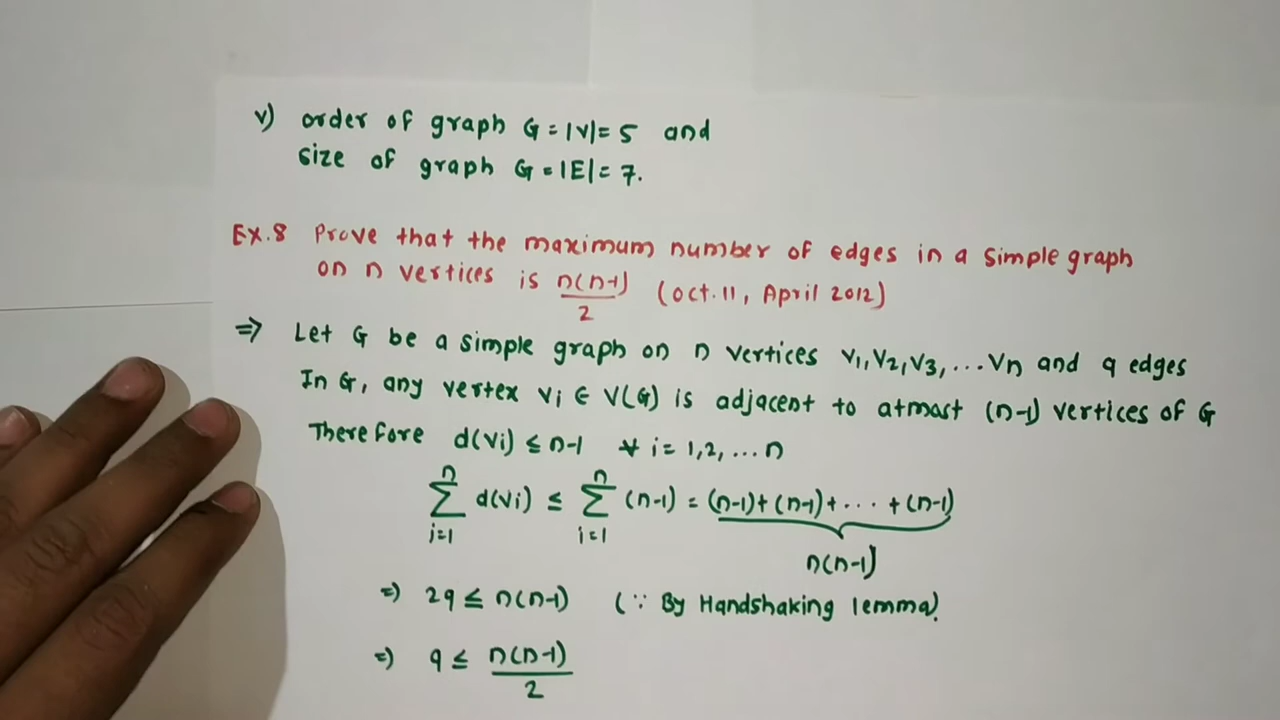 v) order of graph G = |V| = 5 and
size of graph G = |E| = 7.
Ex.8 Prove that the maximum number of edges in a simple graph
on n vertices is n(n-1)/2 (Oct.11, April 2012)
⇒ Let G be a simple graph on n vertices v1, v2, v3, ... vn and q edges
In G, any vertex vi ∈ V(G) is adjacent to atmost (n-1) vertices of G
Therefore d(vi) ≤ n-1 ∀ i = 1,2, ... n
∑_{i=1}^{n} d(vi) ≤ ∑_{i=1}^{n} (n-1) = (n-1) + (n-1) + ... + (n-1)
n(n-1)
⇒ 2q ≤ n(n-1) (∵ By Handshaking lemma).
⇒ q ≤ n(n-1)/2